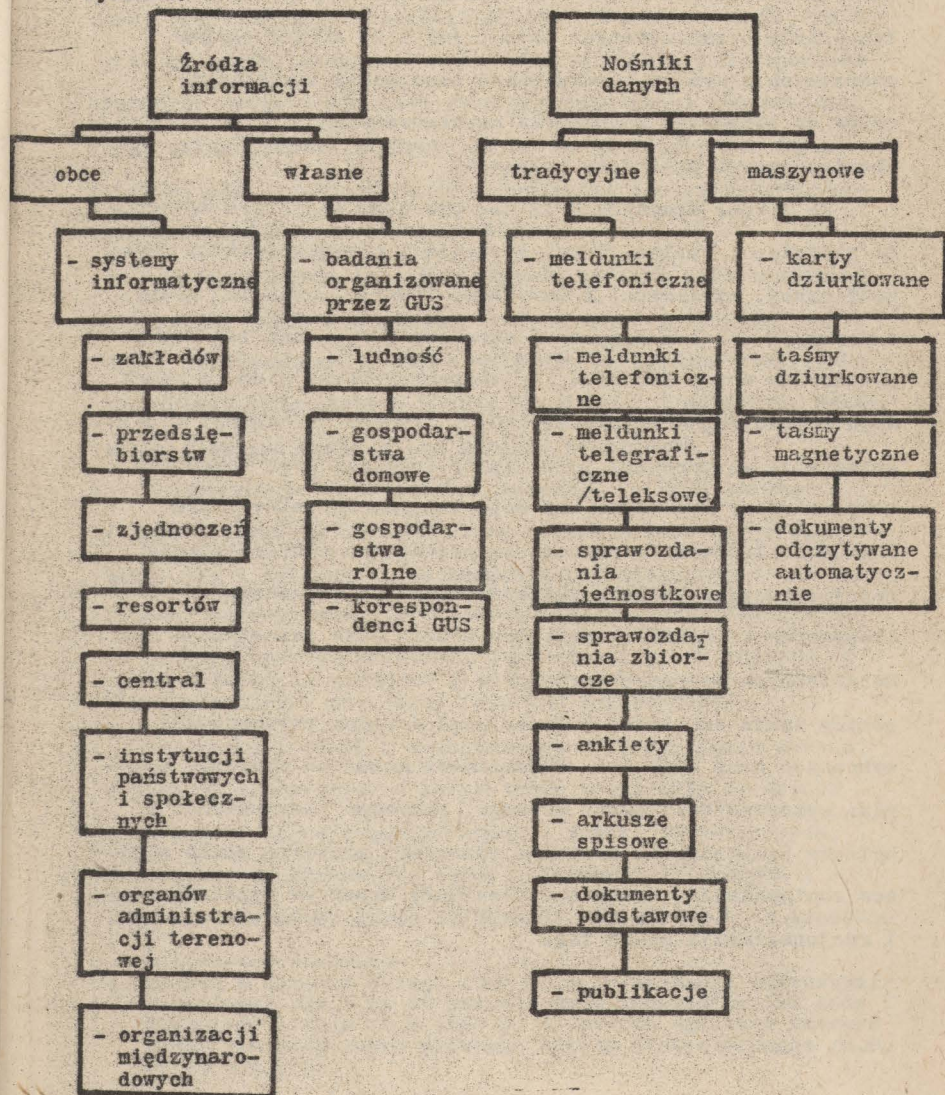 Źródła
informacji
Nośniki
danych
obce
własne
tradycyjne
maszynowe
- systemy
informatyczne
- zakładów
- przedsię-
biorstw
- zjednoczeń
- resortów
- central
- instytucji
państwowych
i społecz-
nych
- organów
administra-
cji tereno-
wej
- organizacji
międzynaro-
dowych
- badania
organizowane
przez GUS
- ludność
- gospodar-
stwa
domowe
- gospodar-
stwa
rolne
- korespon-
denci GUS
- meldunki
telefoniczne
- meldunki
telefonicz-
ne
- meldunki
telegrafi-
czne
/teleksowe/
- sprawozda-
nia
jednostkowe
- sprawozda-
nia zbior-
cze
- ankiety
- arkusze
spisowe
- dokumenty
podstawowe
- publikacje
- karty
dziurkowane
- taśmy
dziurkowane
- taśmy
magnetyczne
- dokumenty
odczytywane
automatycz-
nie